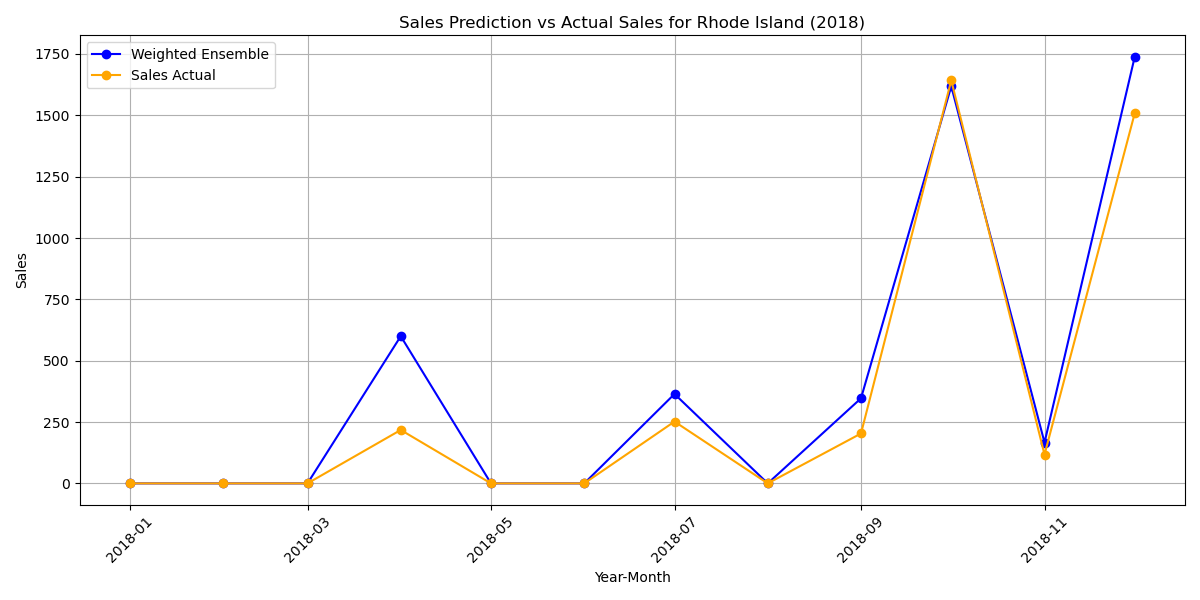 Sales Prediction vs Actual Sales for Rhode Island (2018)
Weighted Ensemble
Sales Actual
1750
1500
1250
1000
750
500
250
0
Sales
2018-01
2018-03
2018-05
2018-07
2018-09
2018-11
Year-Month